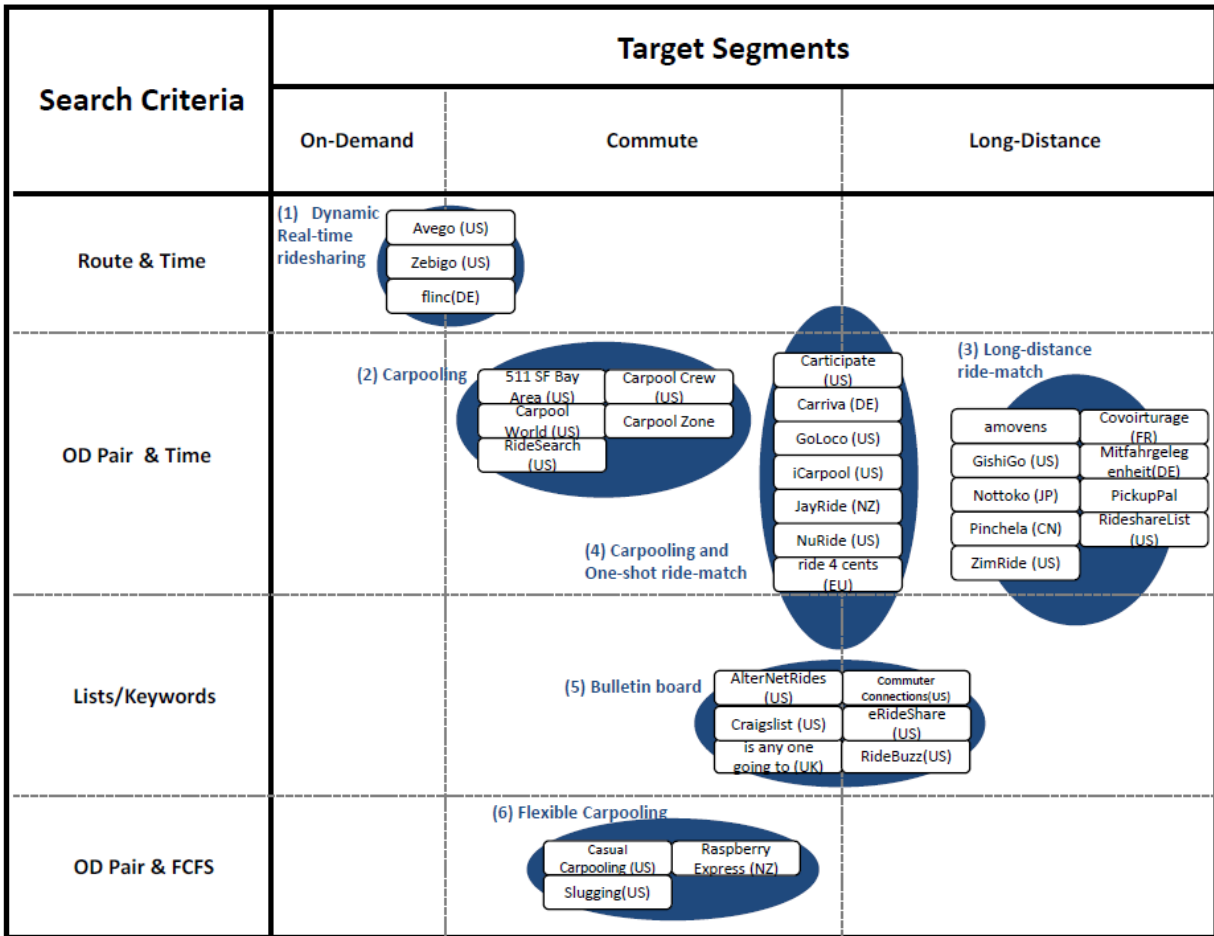 Search Criteria
Target Segments
On-Demand
Commute
Long-Distance
Route & Time
(1) Dynamic
Real-time
ridesharing
Avego (US)
Zebigo (US)
flinc(DE)
OD Pair & Time
(2) Carpooling
511 SF Bay
Area (US)
Carpool
World (US)
RideSearch
(US)
Carpool Crew
(US)
Carpool Zone
(4) Carpooling and
One-shot ride-match
Carticipate
(US)
Carriva (DE)
GoLoco (US)
iCarpool (US)
JayRide (NZ)
NuRide (US)
ride 4 cents
(EU)
(3) Long-distance
ride-match
amovens
GishiGo (US)
Nottoko (JP)
Pinchela (CN)
ZimRide (US)
Covoirturage
(FR)
Mitfahrgeleg
enheit(DE)
PickupPal
RideshareList
(US)
Lists/Keywords
(5) Bulletin board
AlterNetRides
(US)
Craigslist (US)
is any one
going to (UK)
Commuter
Connections(US)
eRideShare
(US)
RideBuzz(US)
OD Pair & FCFS
(6) Flexible Carpooling
Casual
Carpooling (US)
Slugging(US)
Raspberry
Express (NZ)